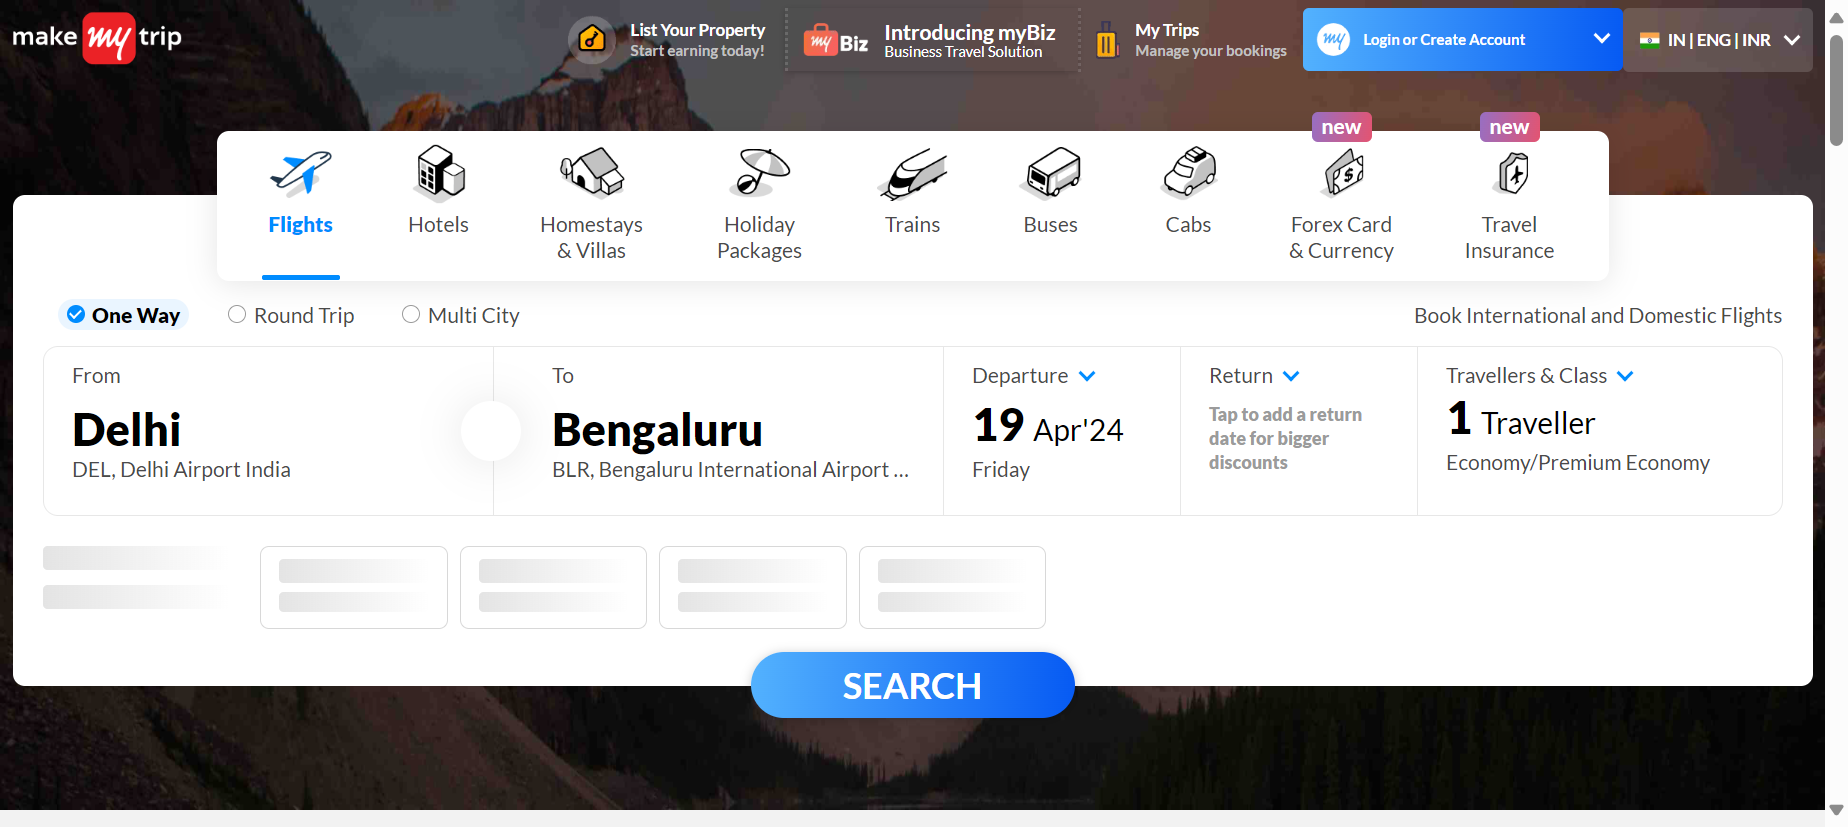 make my trip
List Your Property
Start earning today!
my Biz
Introducing myBiz
Business Travel Solution
My Trips
Manage your bookings
my
Login or Create Account
IN | ENG | INR
new
new
Flights
Hotels
Homestays
& Villas
Holiday
Packages
Trains
Buses
Cabs
Forex Card
& Currency
Travel
Insurance
One Way
Round Trip
Multi City
Book International and Domestic Flights
From
Delhi
DEL, Delhi Airport India
To
Bengaluru
BLR, Bengaluru International Airport ...
Departure
19 Apr'24
Friday
Return
Tap to add a return
date for bigger
discounts
Travellers & Class
1 Traveller
Economy/Premium Economy
SEARCH